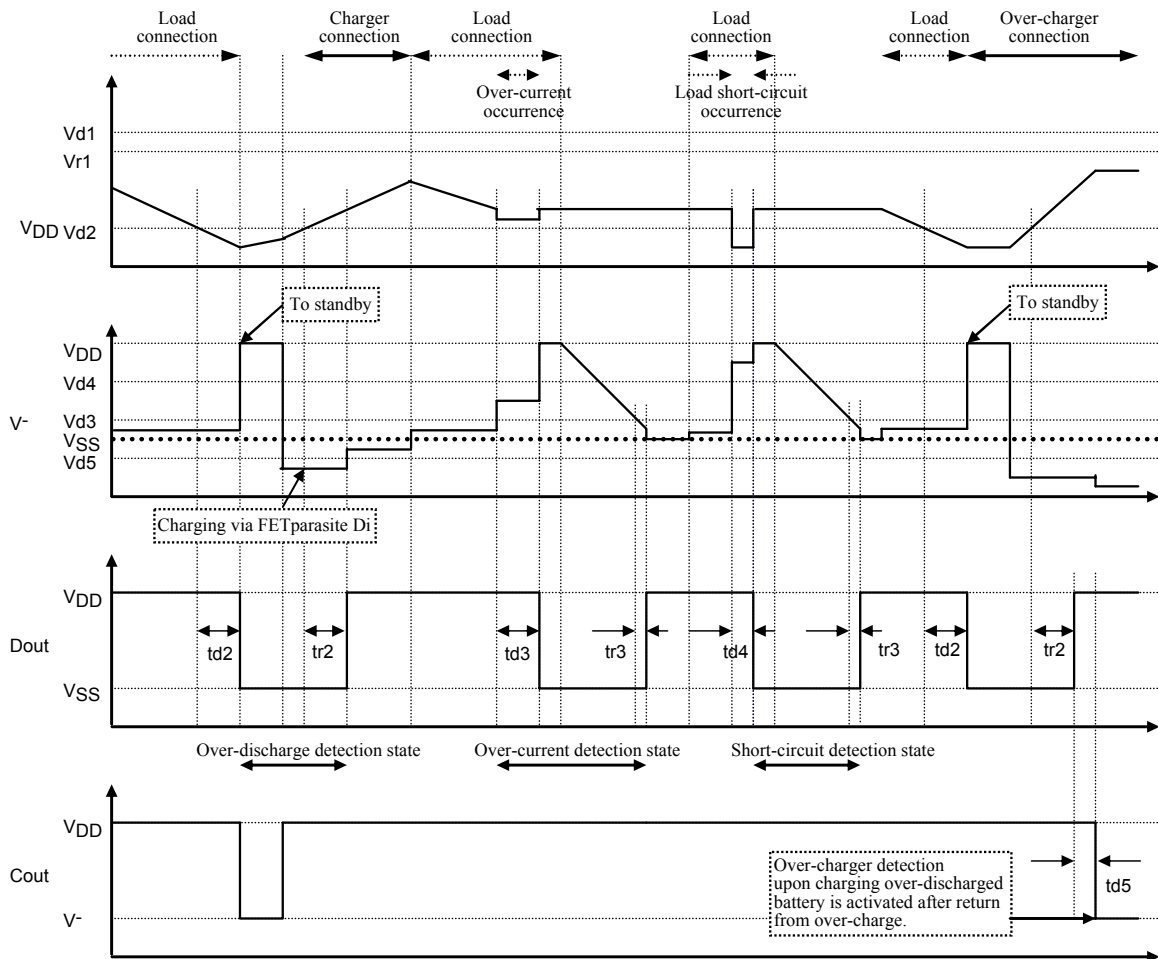 Load
connection
Charger
connection
Load
connection
Load
connection
Load
connection
Over-charger
connection
Over-current
occurrence
Load short-circuit
occurrence
Vd1
Vr1
VDD Vd2
To standby
To standby
VDD
Vd4
Vd3
V-
VSS
Vd5
Charging via FETparasite Di
VDD
Dout
td2
tr2
td3
tr3
td4
tr3
td2
tr2
VSS
Over-discharge detection state
Over-current detection state
Short-circuit detection state
VDD
Cout
V-
Over-charger detection
upon charging over-discharged
battery is activated after return
from over-charge.
td5